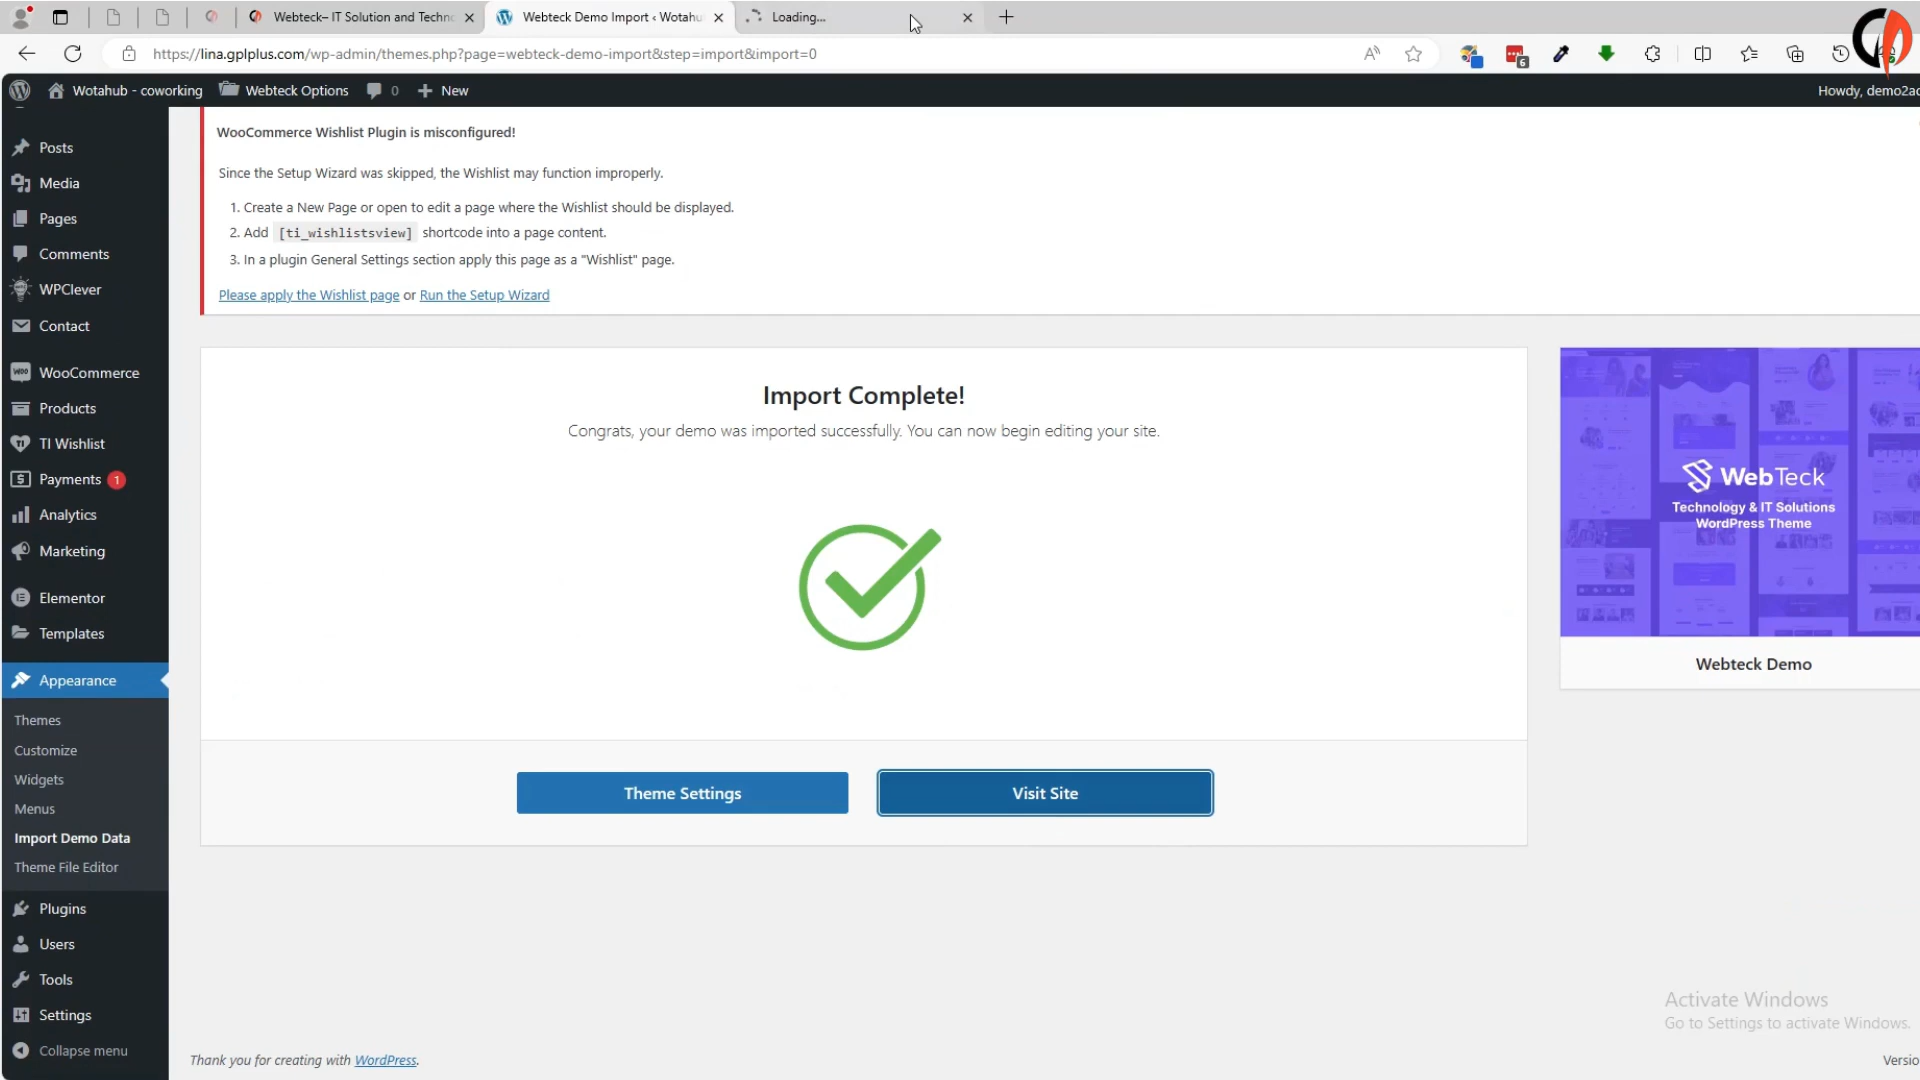 Webteck– IT Solution and Techno
Webteck Demo Import ‹ Wotahu
Loading...
https://lina.gplplus.com/wp-admin/themes.php?page=webteck-demo-import&step=import&import=0
6
Wotahub - coworking
Webteck Options
0
New
Howdy, demo2ac
Posts
Media
Pages
Comments
WPClever
Contact
WooCommerce
Products
TI Wishlist
Payments 1
Analytics
Marketing
Elementor
Templates
Appearance
Themes
Customize
Widgets
Menus
Import Demo Data
Theme File Editor
Plugins
Users
Tools
Settings
Collapse menu
WooCommerce Wishlist Plugin is misconfigured!
Since the Setup Wizard was skipped, the Wishlist may function improperly.
1. Create a New Page or open to edit a page where the Wishlist should be displayed.
2. Add [ti_wishlistsview] shortcode into a page content.
3. In a plugin General Settings section apply this page as a "Wishlist" page.
Please apply the Wishlist page or Run the Setup Wizard
Import Complete!
Congrats, your demo was imported successfully. You can now begin editing your site.
Theme Settings
Visit Site
WebTeck
Technology & IT Solutions
WordPress Theme
Webteck Demo
Activate Windows
Go to Settings to activate Windows.
Thank you for creating with WordPress.
Versio